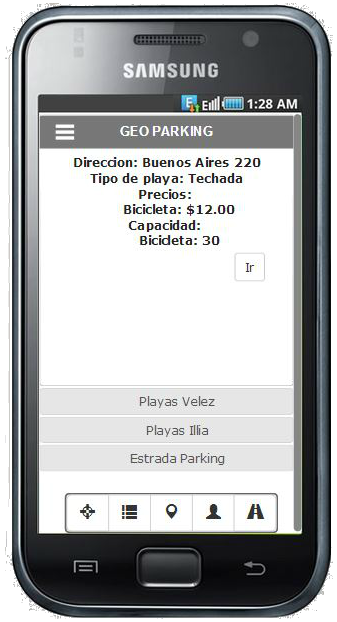 SAMSUNG
E 1:28 AM
GEO PARKING
Direccion: Buenos Aires 220
Tipo de playa: Techada
Precios:
Bicicleta: $12.00
Capacidad:
Bicicleta: 30
Ir
Playas Velez
Playas Illia
Estrada Parking